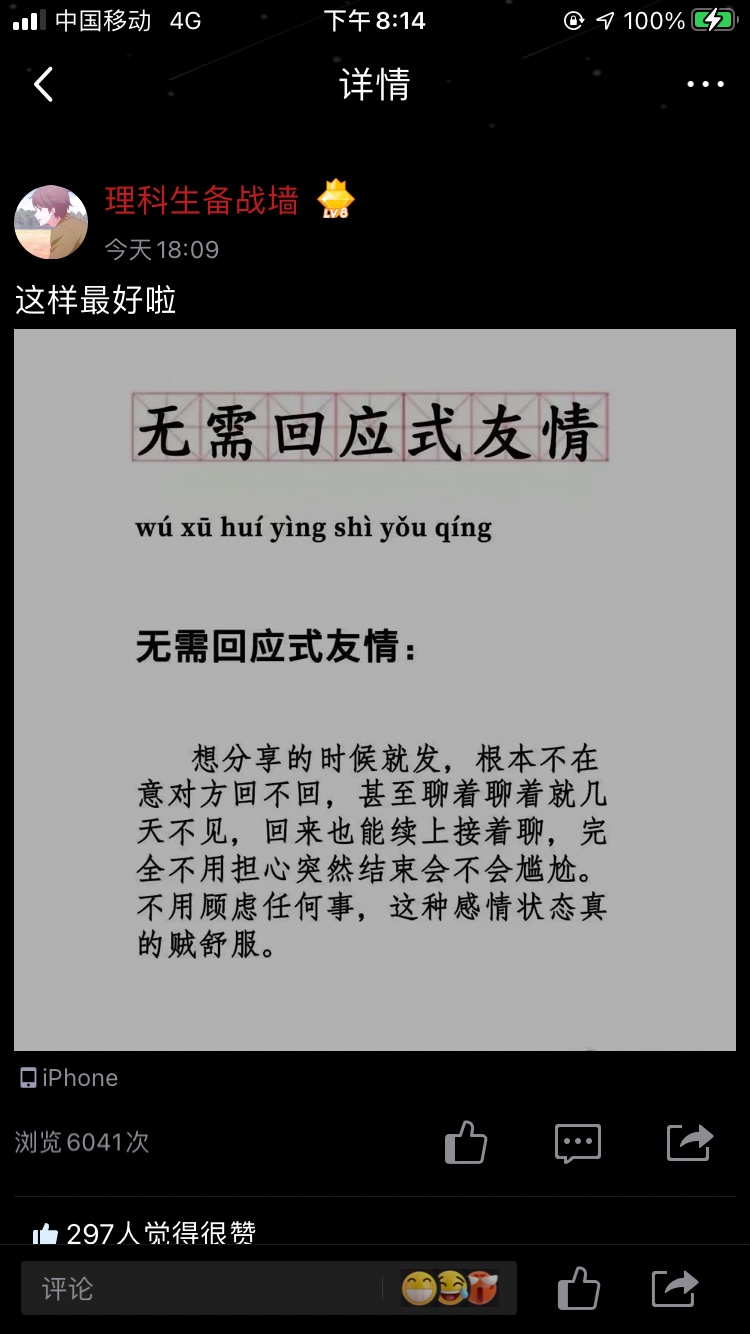 中国移动 4G 下午8:14 100%
详情
理科生备战墙 LV8
今天18:09
这样最好啦
无需回应式友情
wú xū huí yìng shì yǒu qíng
无需回应式友情：
想分享的时候就发，根本不在
意对方回不回，甚至聊着聊着就几
天不见，回来也能续上接着聊，完
全不用担心突然结束会不会尴尬。
不用顾虑任何事，这种感情状态真
的贼舒服。
iPhone
浏览6041次
297人觉得很赞
评论